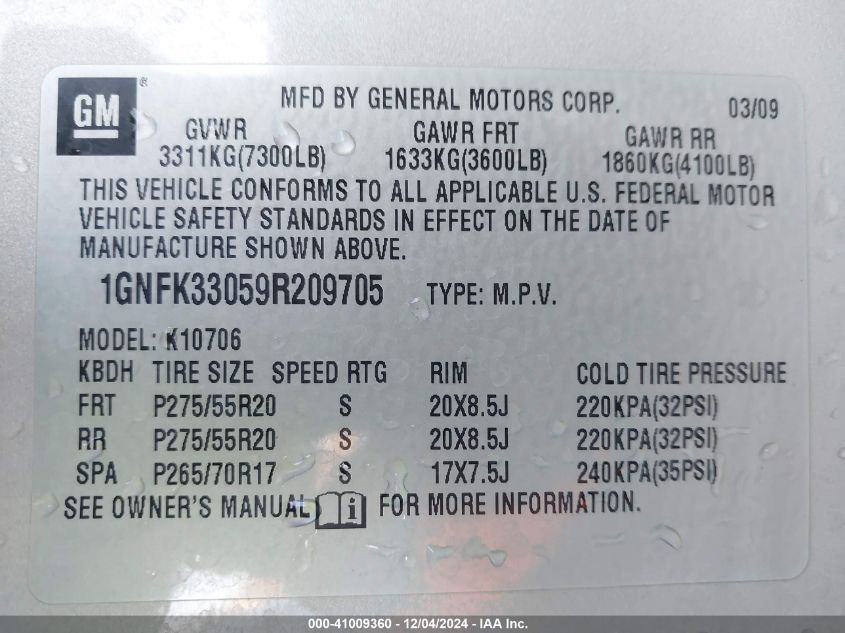 GM ®
MFD BY GENERAL MOTORS CORP. 03/09
GVWR GAWR FRT GAWR RR
3311KG(7300LB) 1633KG(3600LB) 1860KG(4100LB)
THIS VEHICLE CONFORMS TO ALL APPLICABLE U.S. FEDERAL MOTOR
VEHICLE SAFETY STANDARDS IN EFFECT ON THE DATE OF
MANUFACTURE SHOWN ABOVE.
1GNFK33059R209705 TYPE: M.P.V.
MODEL: K10706
KBDH TIRE SIZE SPEED RTG RIM COLD TIRE PRESSURE
FRT P275/55R20 S 20X8.5J 220KPA(32PSI)
RR P275/55R20 S 20X8.5J 220KPA(32PSI)
SPA P265/70R17 S 17X7.5J 240KPA(35PSI)
SEE OWNER'S MANUAL i FOR MORE INFORMATION.
000-41009360 - 12/04/2024 - IAA Inc.